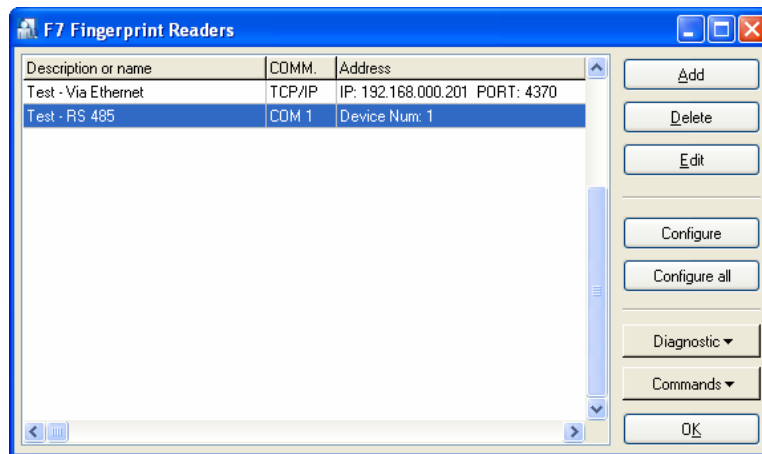 F7 Fingerprint Readers
Description or name COMM. Address
Test - Via Ethernet TCP/IP IP: 192.168.000.201 PORT: 4370
Test - RS 485 COM 1 Device Num: 1
Add
Delete
Edit
Configure
Configure all
Diagnostic
Commands
OK